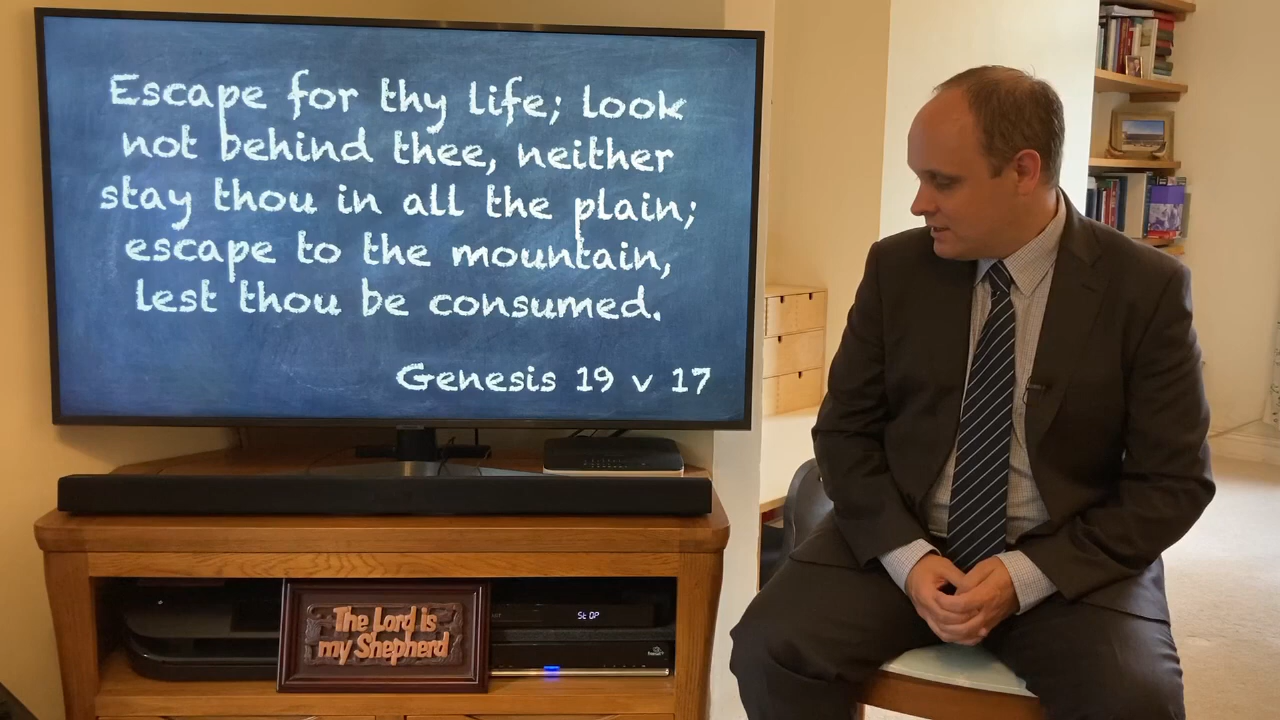 Escape for thy life; look
not behind thee, neither
stay thou in all the plain;
escape to the mountain,
lest thou be consumed.
Genesis 19 v 17
The Lord is
my Shepherd
StOP